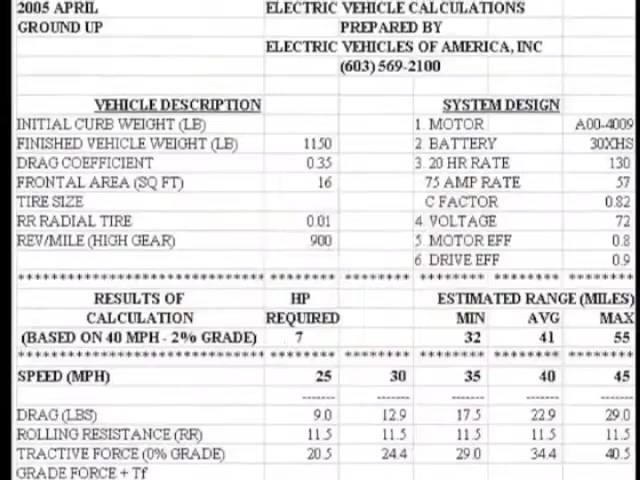 2005 APRIL ELECTRIC VEHICLE CALCULATIONS
GROUND UP PREPARED BY
ELECTRIC VEHICLES OF AMERICA, INC
(603) 569-2100
VEHICLE DESCRIPTION SYSTEM DESIGN
INITIAL CURB WEIGHT (LB) 1. MOTOR A00-4009
FINISHED VEHICLE WEIGHT (LB) 1150 2. BATTERY 30XHS
DRAG COEFFICIENT 0.35 3. 20 HR RATE 130
FRONTAL AREA (SQ FT) 16 75 AMP RATE 57
TIRE SIZE C FACTOR 0.82
RR RADIAL TIRE 0.01 4. VOLTAGE 72
REV/MILE (HIGH GEAR) 900 5. MOTOR EFF 0.8
6. DRIVE EFF 0.9
RESULTS OF HP ESTIMATED RANGE (MILES)
CALCULATION REQUIRED MIN AVG MAX
(BASED ON 40 MPH - 2% GRADE) 7 32 41 55
SPEED (MPH) 25 30 35 40 45
DRAG (LBS) 9.0 12.9 17.5 22.9 29.0
ROLLING RESISTANCE (RR) 11.5 11.5 11.5 11.5 11.5
TRACTIVE FORCE (0% GRADE) 20.5 24.4 29.0 34.4 40.5
GRADE FORCE + Tf